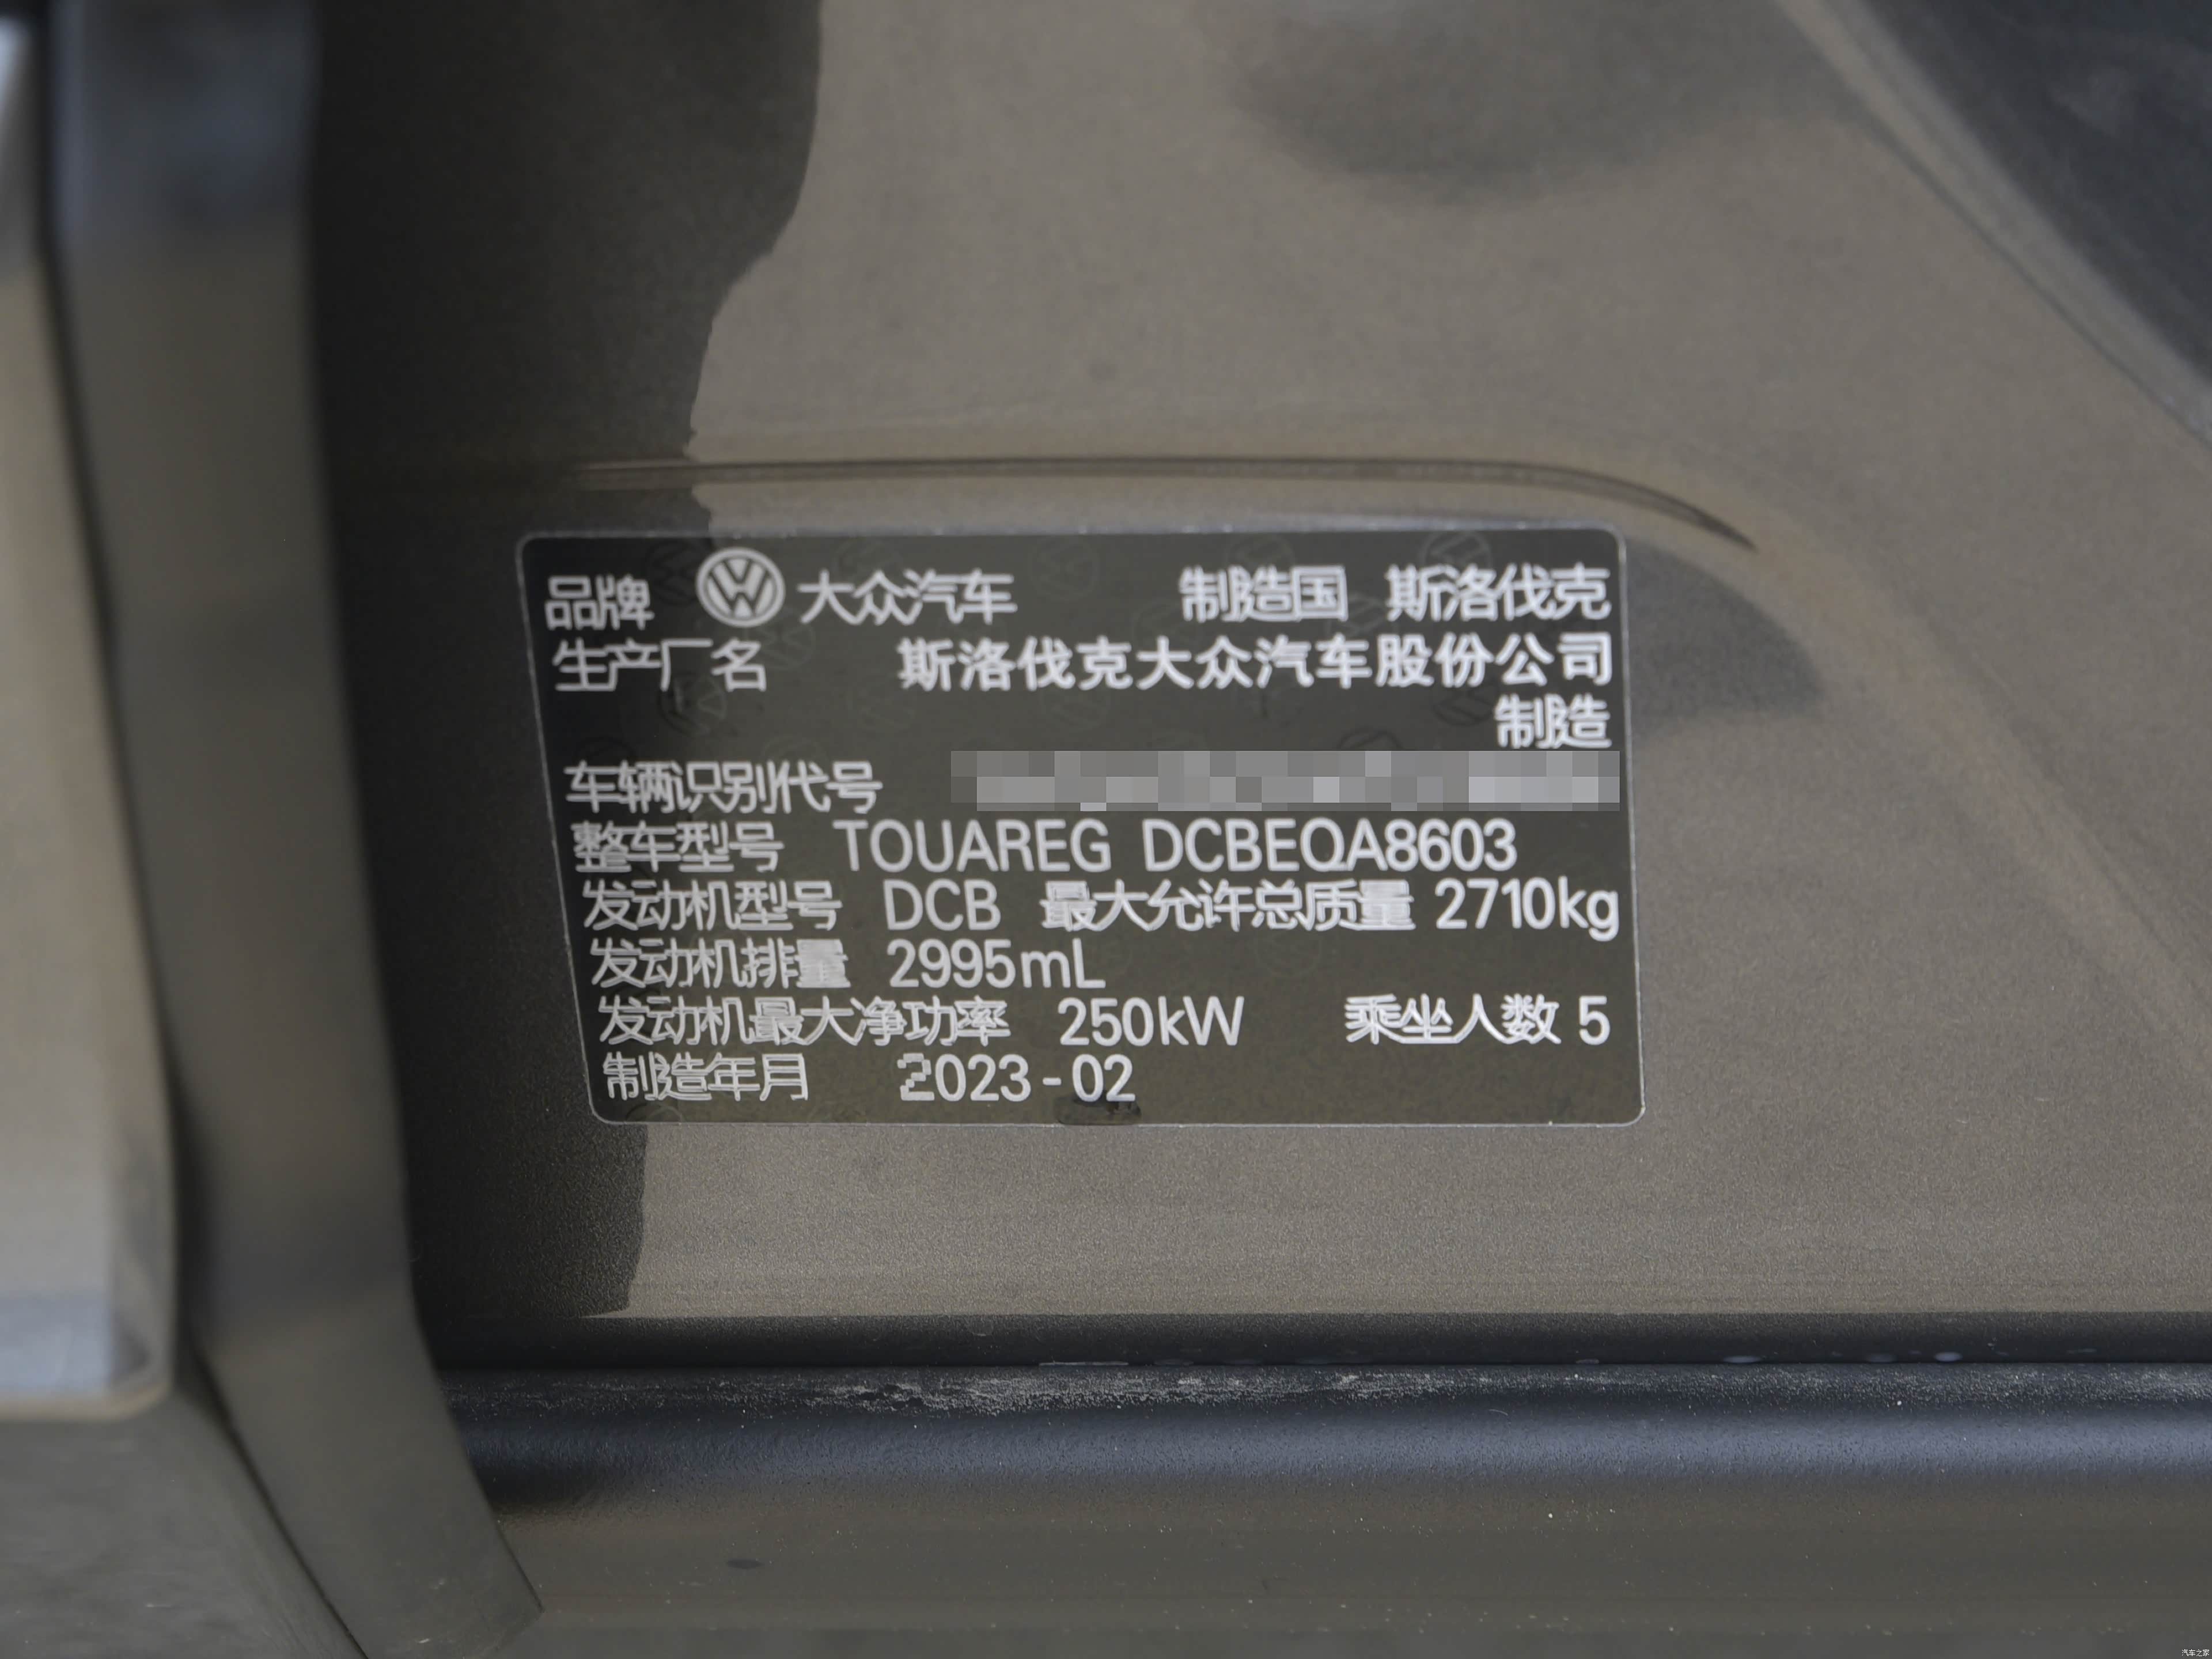 品牌 大众汽车 制造国 斯洛伐克
生产厂名 斯洛伐克大众汽车股份公司
制造
车辆识别代号
整车型号 TOUAREG DCBEQA8603
发动机型号 DCB 最大允许总质量 2710kg
发动机排量 2995mL
发动机最大净功率 250kW 乘坐人数 5
制造年月 2023-02
汽车之家